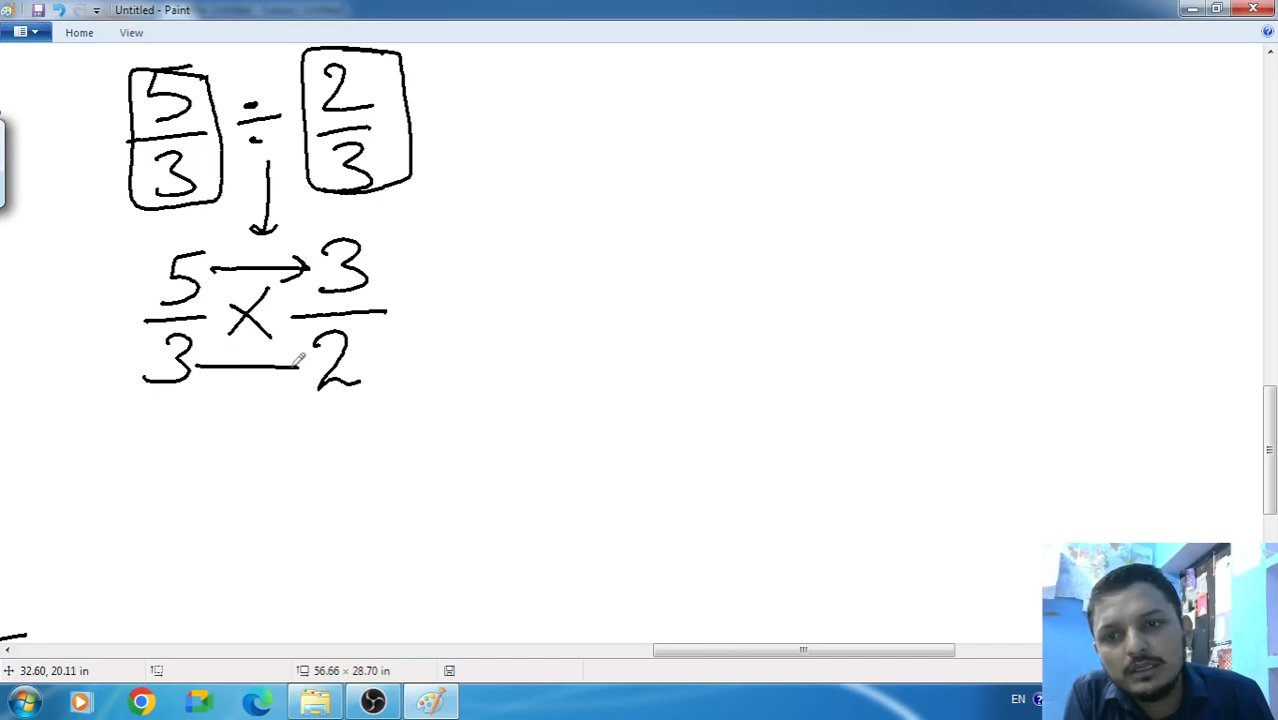 Untitled - Paint
Home View
5/3 ÷ 2/3
5/3 × 3/2
32.60, 20.11 in
56.66 × 28.70 in
EN